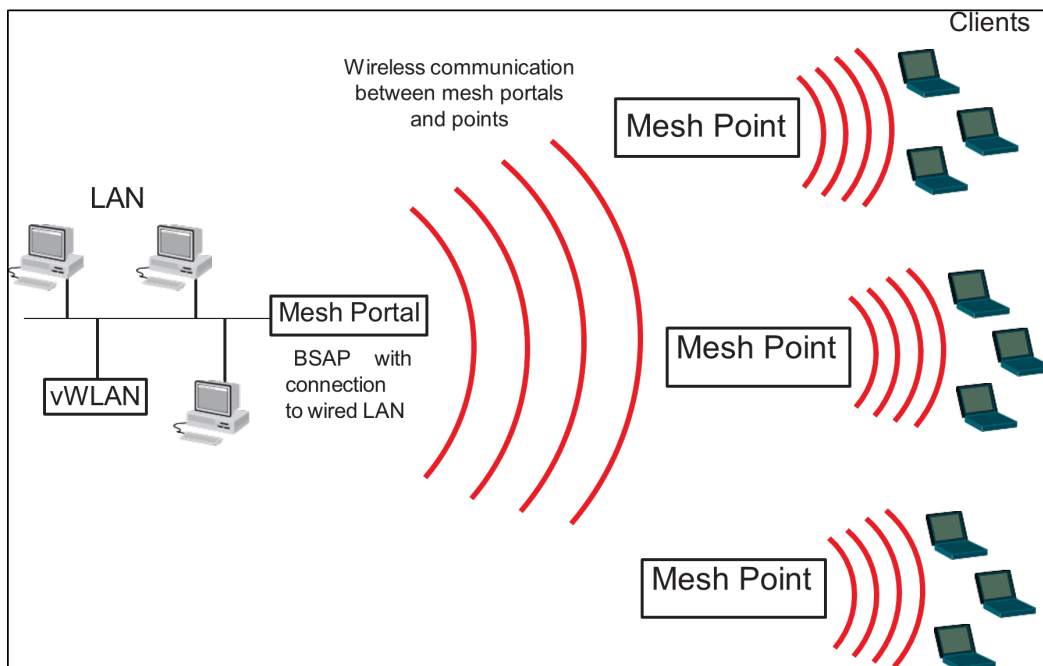 Clients
Wireless communication
between mesh portals
and points
Mesh Point
LAN
Mesh Portal
BSAP with
connection
to wired LAN
vWLAN
Mesh Point
Mesh Point